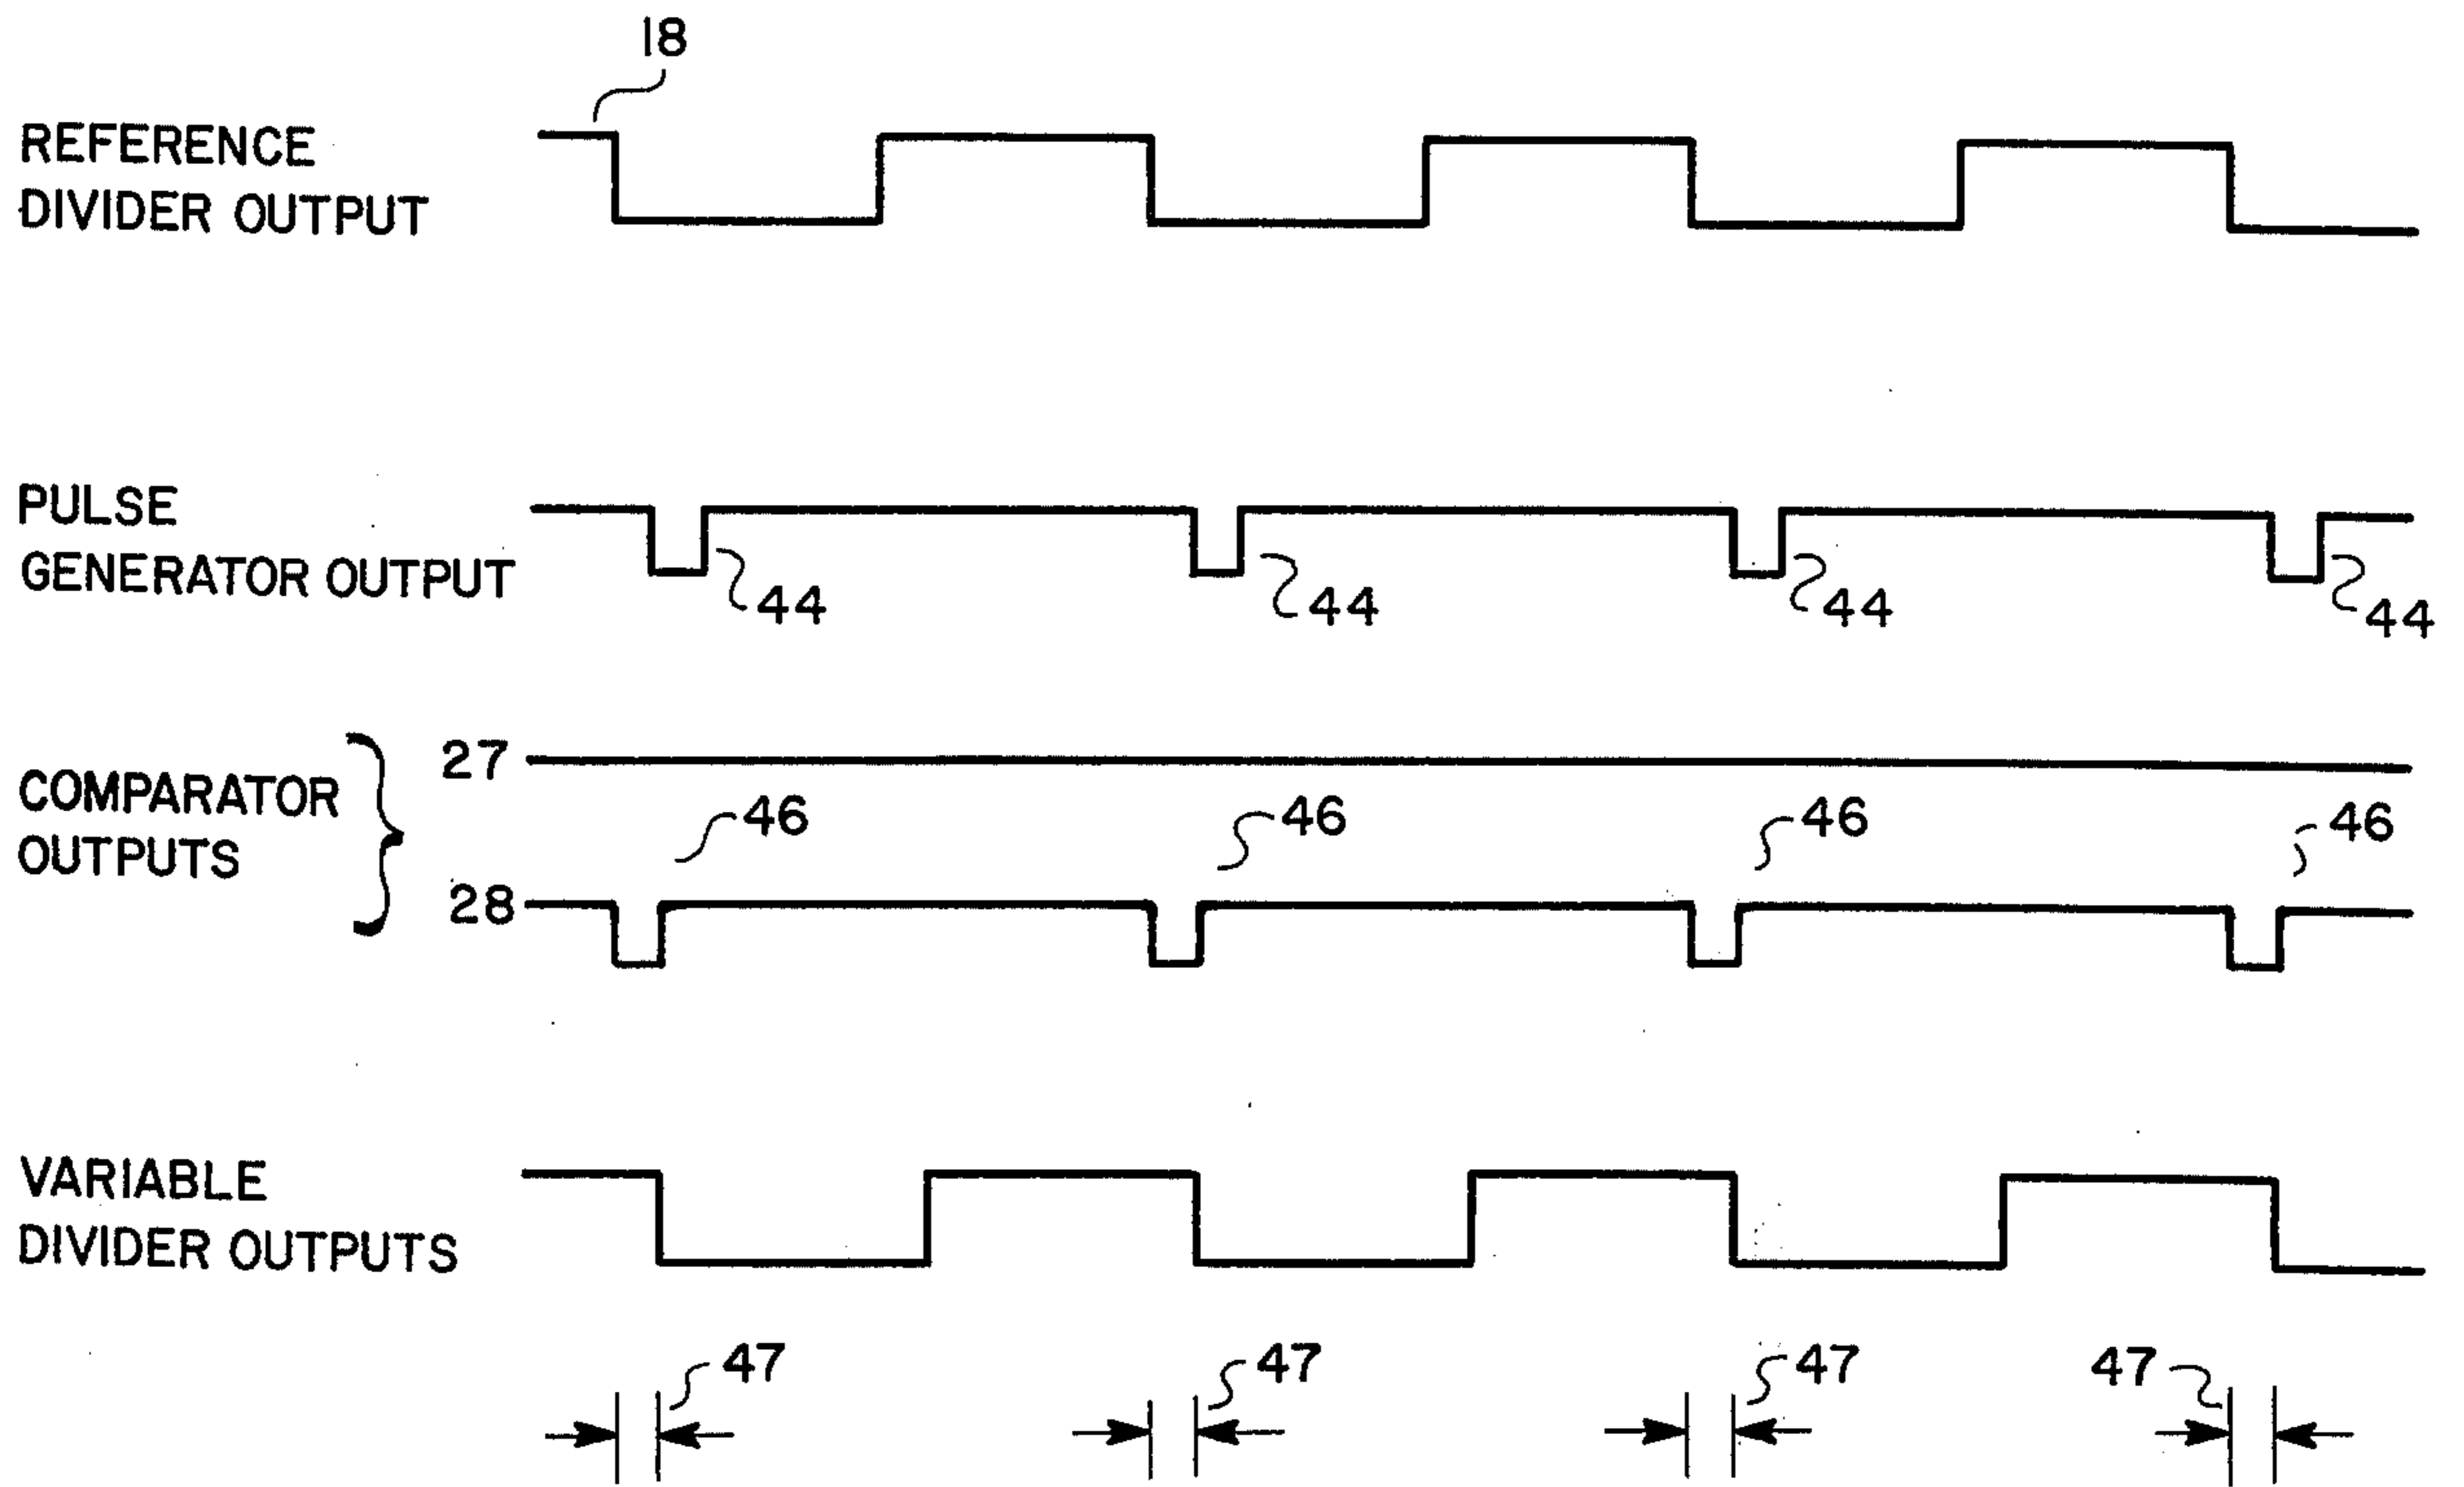 18
REFERENCE
DIVIDER OUTPUT
PULSE
GENERATOR OUTPUT
44 44 44 44
27
COMPARATOR
OUTPUTS
46 46 46 46
28
VARIABLE
DIVIDER OUTPUTS
47 47 47 47